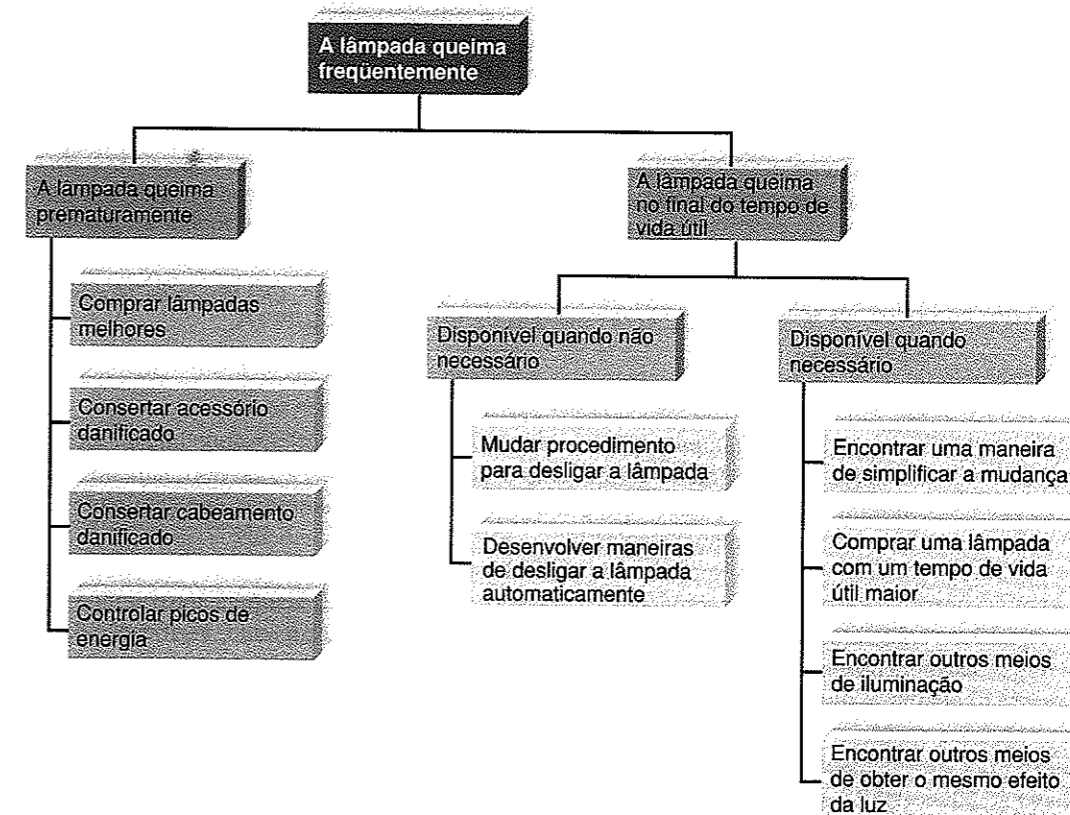 A lâmpada queima
freqüentemente
A lâmpada queima
prematuramente
Comprar lâmpadas
melhores
Consertar acessório
danificado
Consertar cabeamento
danificado
Controlar picos de
energia
A lâmpada queima
no final do tempo de
vida útil
Disponível quando não
necessário
Mudar procedimento
para desligar a lâmpada
Desenvolver maneiras
de desligar a lâmpada
automaticamente
Disponível quando
necessário
Encontrar uma maneira
de simplificar a mudança
Comprar uma lâmpada
com um tempo de vida
útil maior
Encontrar outros meios
de iluminação
Encontrar outros meios
de obter o mesmo efeito
da luz